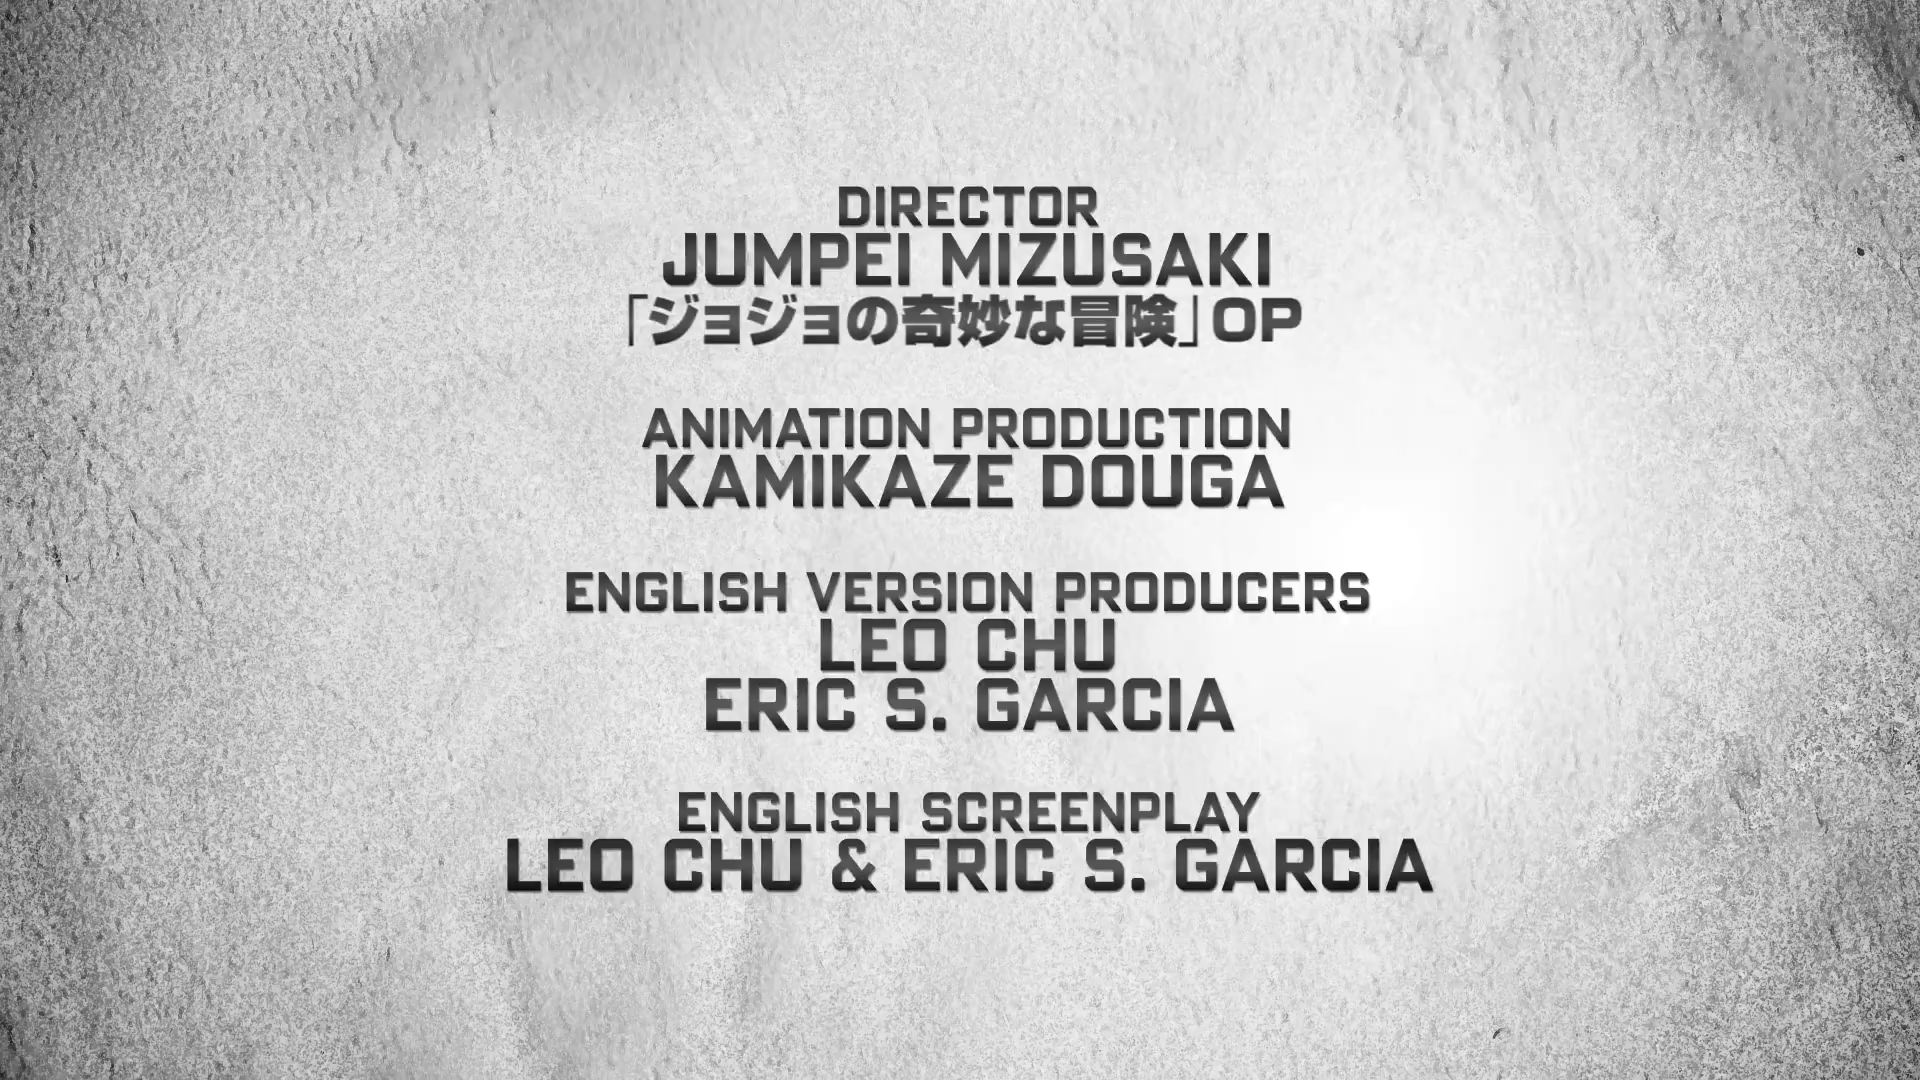 DIRECTOR
JUMPEI MIZUSAKI
「ジョジョの奇妙な冒険」OP
ANIMATION PRODUCTION
KAMIKAZE DOUGA
ENGLISH VERSION PRODUCERS
LEO CHU
ERIC S. GARCIA
ENGLISH SCREENPLAY
LEO CHU & ERIC S. GARCIA